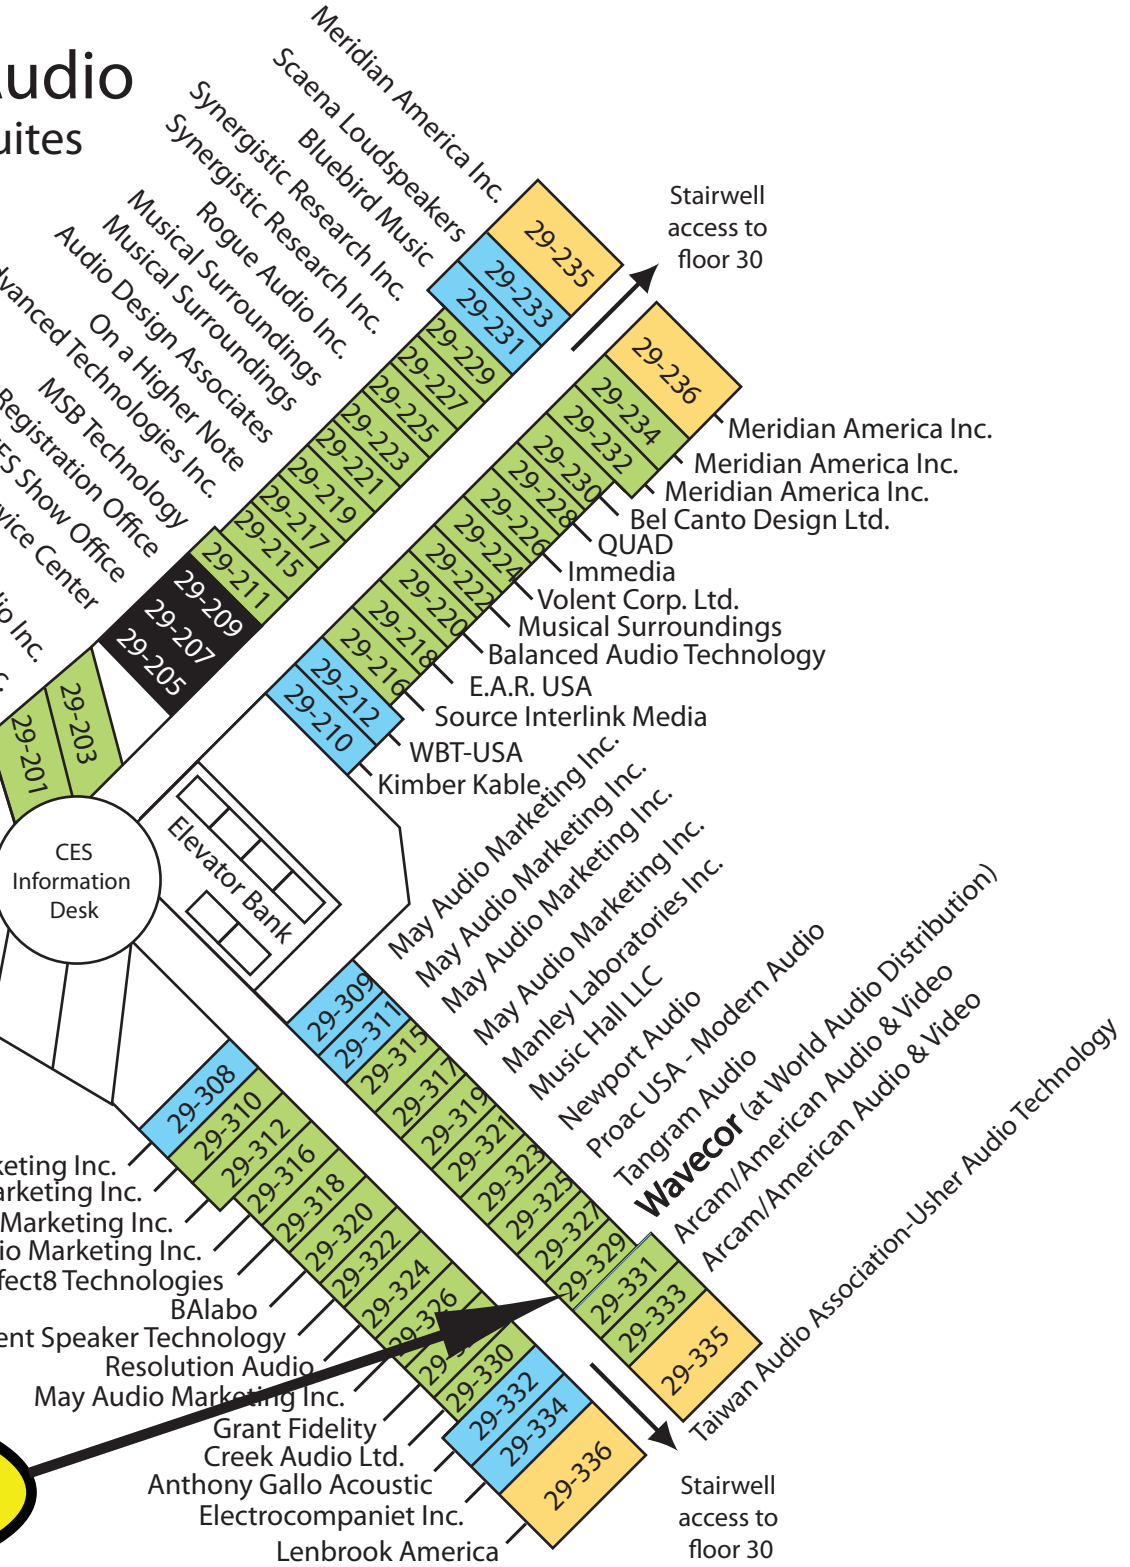 Audio
uites
Meridian America Inc.
Scaena Loudspeakers
Bluebird Music
Synergistic Research Inc.
Synergistic Research Inc.
Rogue Audio Inc.
Musical Surroundings
Musical Surroundings
Audio Design Associates
On a Higher Note
dvanced Technologies Inc.
MSB Technology
Registration Office
ES Show Office
vice Center
io Inc.
c.
Stairwell
access to
floor 30
29-235
29-233
29-231
29-229
29-227
29-225
29-223
29-221
29-219
29-217
29-215
29-211
29-209
29-207
29-205
29-203
29-201
29-236
29-234
29-232
29-230
29-228
29-226
29-224
29-222
29-220
29-218
29-216
29-212
29-210
Meridian America Inc.
Meridian America Inc.
Meridian America Inc.
Bel Canto Design Ltd.
QUAD
Immedia
Volent Corp. Ltd.
Musical Surroundings
Balanced Audio Technology
E.A.R. USA
Source Interlink Media
WBT-USA
Kimber Kable
CES
Information
Desk
Elevator Bank
May Audio Marketing Inc.
May Audio Marketing Inc.
May Audio Marketing Inc.
May Audio Marketing Inc.
Manley Laboratories Inc.
Music Hall LLC
Newport Audio
Proac USA - Modern Audio
Tangram Audio
Wavecor (at World Audio Distribution)
Arcam/American Audio & Video
Arcam/American Audio & Video
Taiwan Audio Association-Usher Audio Technology
29-309
29-311
29-315
29-317
29-319
29-321
29-323
29-325
29-327
29-329
29-331
29-333
29-335
29-308
29-310
29-312
29-316
29-318
29-320
29-322
29-324
29-326
29-330
29-332
29-334
29-336
keting Inc.
arketing Inc.
Marketing Inc.
io Marketing Inc.
fect8 Technologies
BAlabo
ent Speaker Technology
Resolution Audio
May Audio Marketing Inc.
Grant Fidelity
Creek Audio Ltd.
Anthony Gallo Acoustic
Electrocompaniet Inc.
Lenbrook America
Stairwell
access to
floor 30